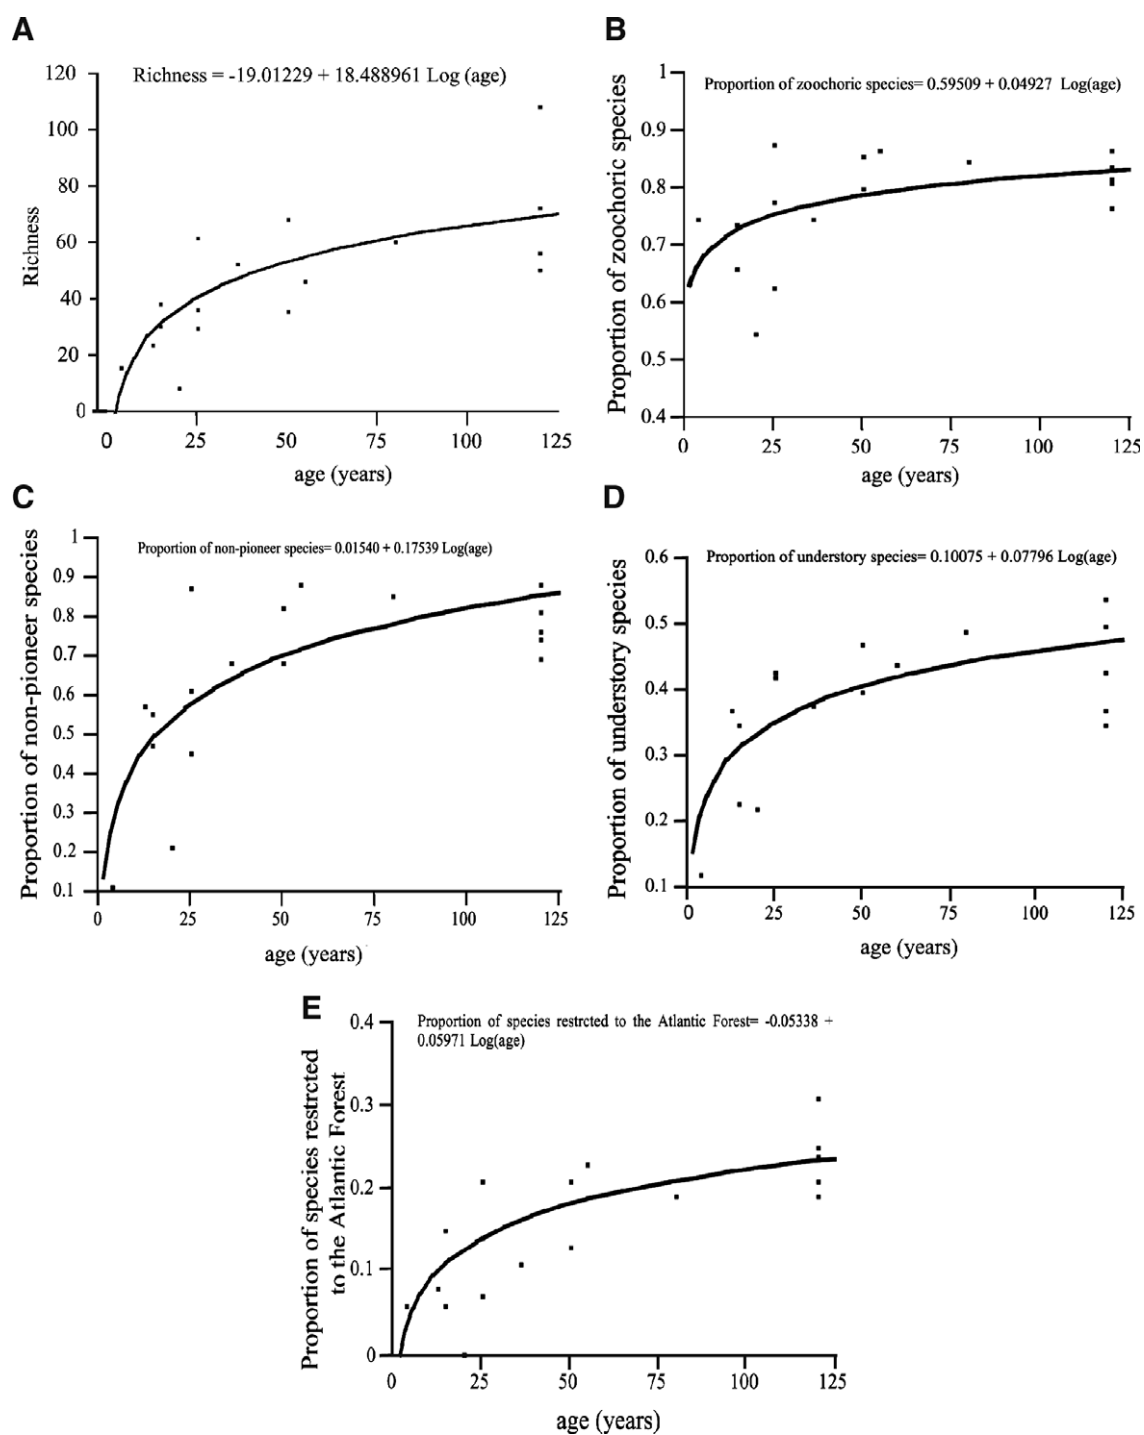 A
Richness = -19.01229 + 18.488961 Log (age)
Richness
120
100
80
60
40
20
0
0 25 50 75 100 125
age (years)
B
Proportion of zoochoric species= 0.59509 + 0.04927 Log(age)
Proportion of zoochoric species
1
0.9
0.8
0.7
0.6
0.5
0.4
0 25 50 75 100 125
age (years)
C
Proportion of non-pioneer species= 0.01540 + 0.17539 Log(age)
Proportion of non-pioneer species
1
0.9
0.8
0.7
0.6
0.5
0.4
0.3
0.2
0.1
0 25 50 75 100 125
age (years)
D
Proportion of understory species= 0.10075 + 0.07796 Log(age)
Proportion of understory species
0.6
0.5
0.4
0.3
0.2
0.1
0 25 50 75 100 125
age (years)
E
Proportion of species restrcted to the Atlantic Forest= -0.05338 +
0.05971 Log(age)
Proportion of species restrcted
to the Atlantic Forest
0.4
0.3
0.2
0.1
0
0 25 50 75 100 125
age (years)